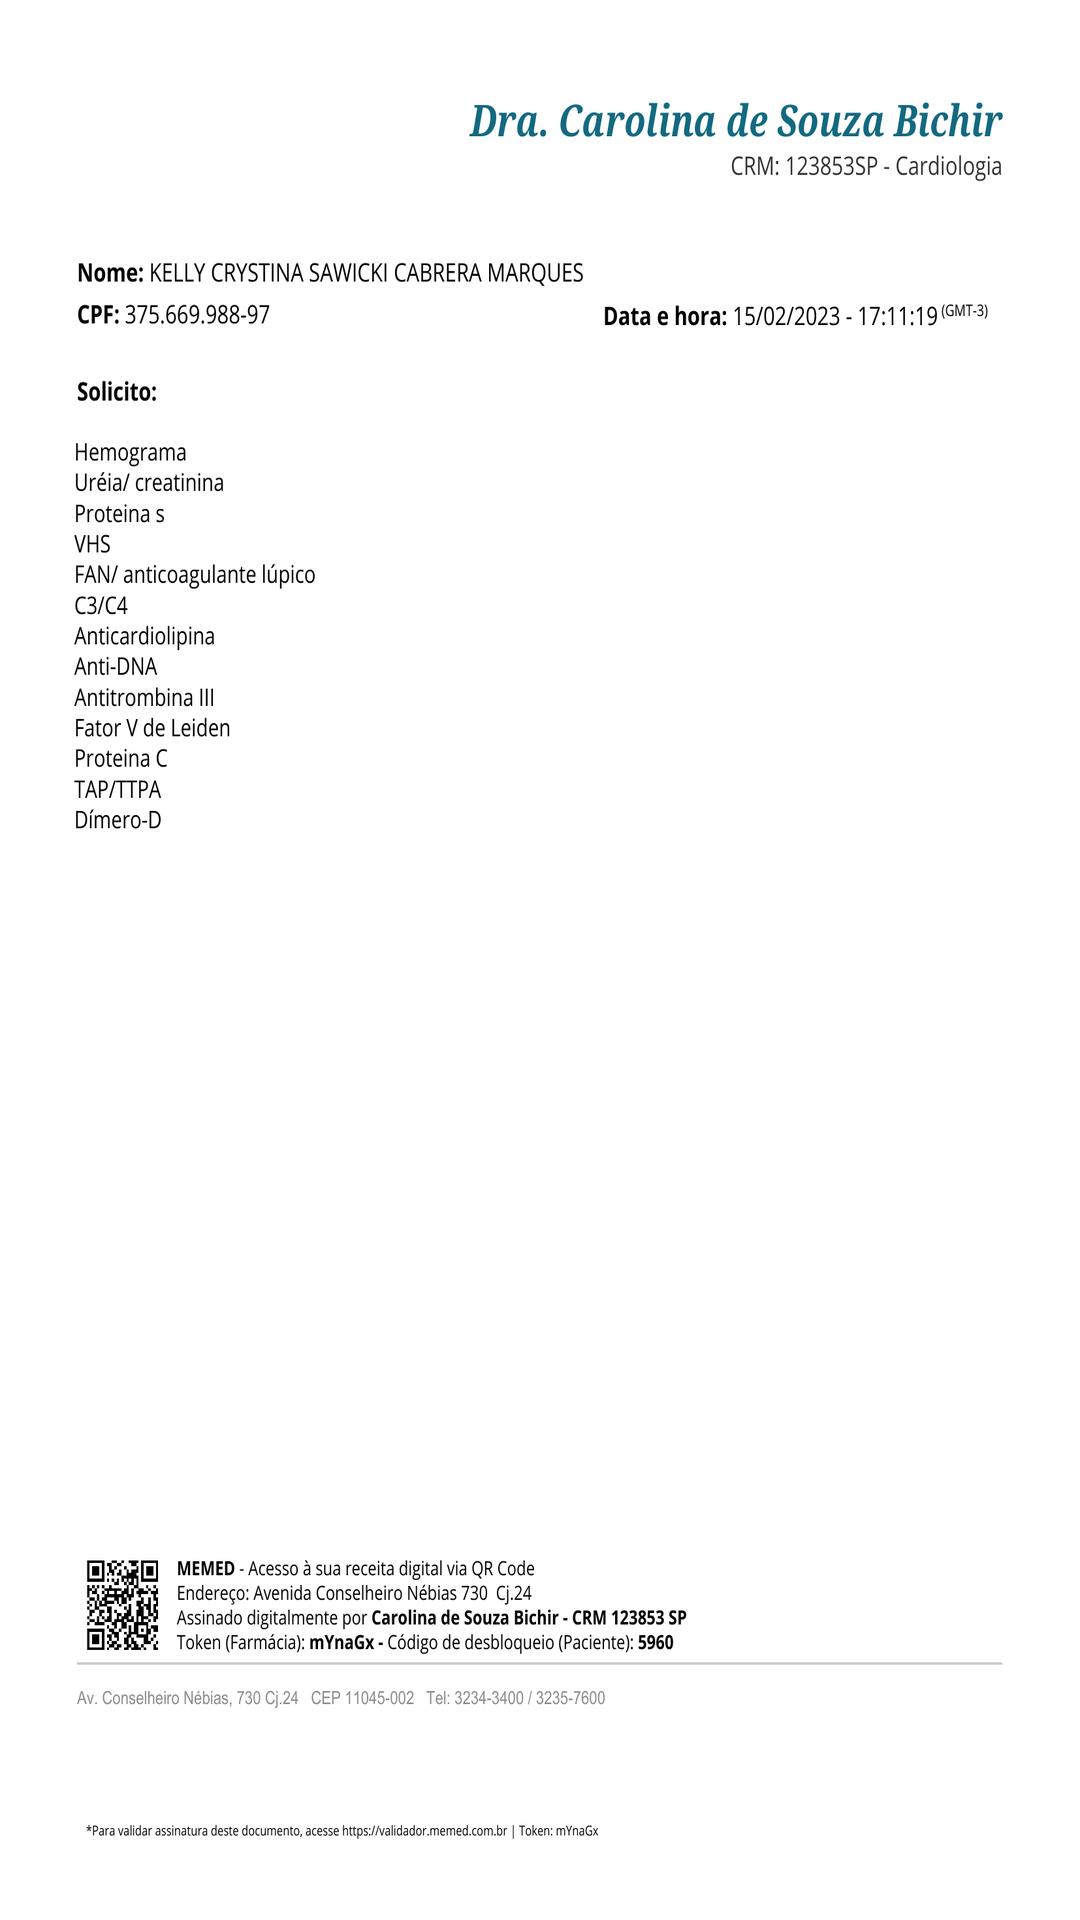 Dra. Carolina de Souza Bichir
CRM: 123853SP - Cardiologia
Nome: KELLY CRYSTINA SAWICKI CABRERA MARQUES
CPF: 375.669.988-97
Data e hora: 15/02/2023 - 17:11:19 (GMT-3)
Solicito:
Hemograma
Uréia/ creatinina
Proteina s
VHS
FAN/ anticoagulante lúpico
C3/C4
Anticardiolipina
Anti-DNA
Antitrombina III
Fator V de Leiden
Proteina C
TAP/TTPA
Dímero-D
MEMED - Acesso à sua receita digital via QR Code
Endereço: Avenida Conselheiro Nébias 730  Cj.24
Assinado digitalmente por Carolina de Souza Bichir - CRM 123853 SP
Token (Farmácia): mYnaGx - Código de desbloqueio (Paciente): 5960
Av. Conselheiro Nébias, 730 Cj.24   CEP 11045-002   Tel: 3234-3400 / 3235-7600
*Para validar assinatura deste documento, acesse https://validador.memed.com.br | Token: mYnaGx